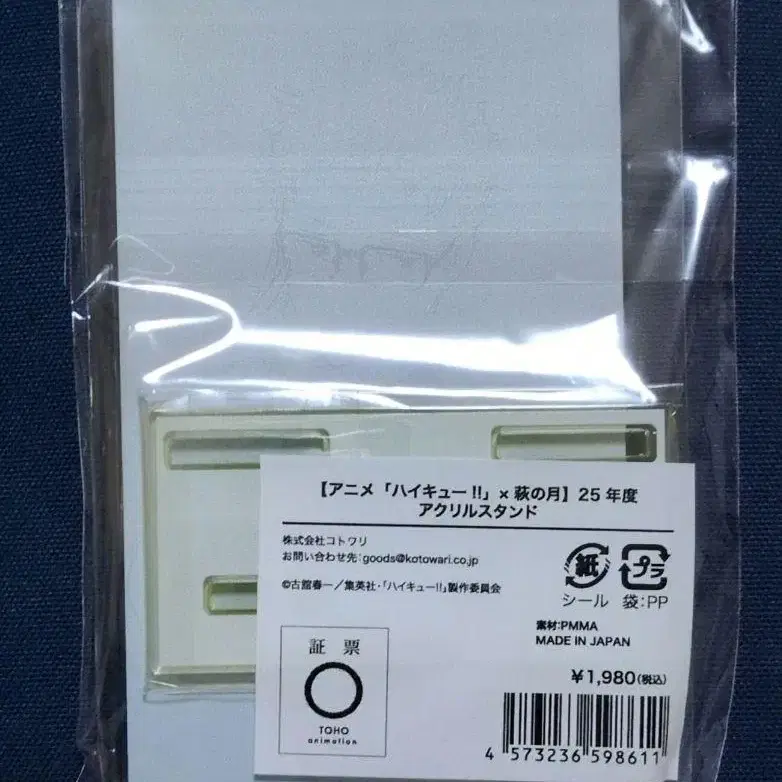 【アニメ「ハイキュー!!」×萩の月】25年度
アクリルスタンド
株式会社コトワリ
お問い合わせ先:goods@kotowari.co.jp
©古舘春一／集英社・「ハイキュー!!」製作委員会
紙 プラ
シール 袋:PP
素材:PMMA
MADE IN JAPAN
¥1,980(税込)
証票
TOHO
animation
4 573236 598611